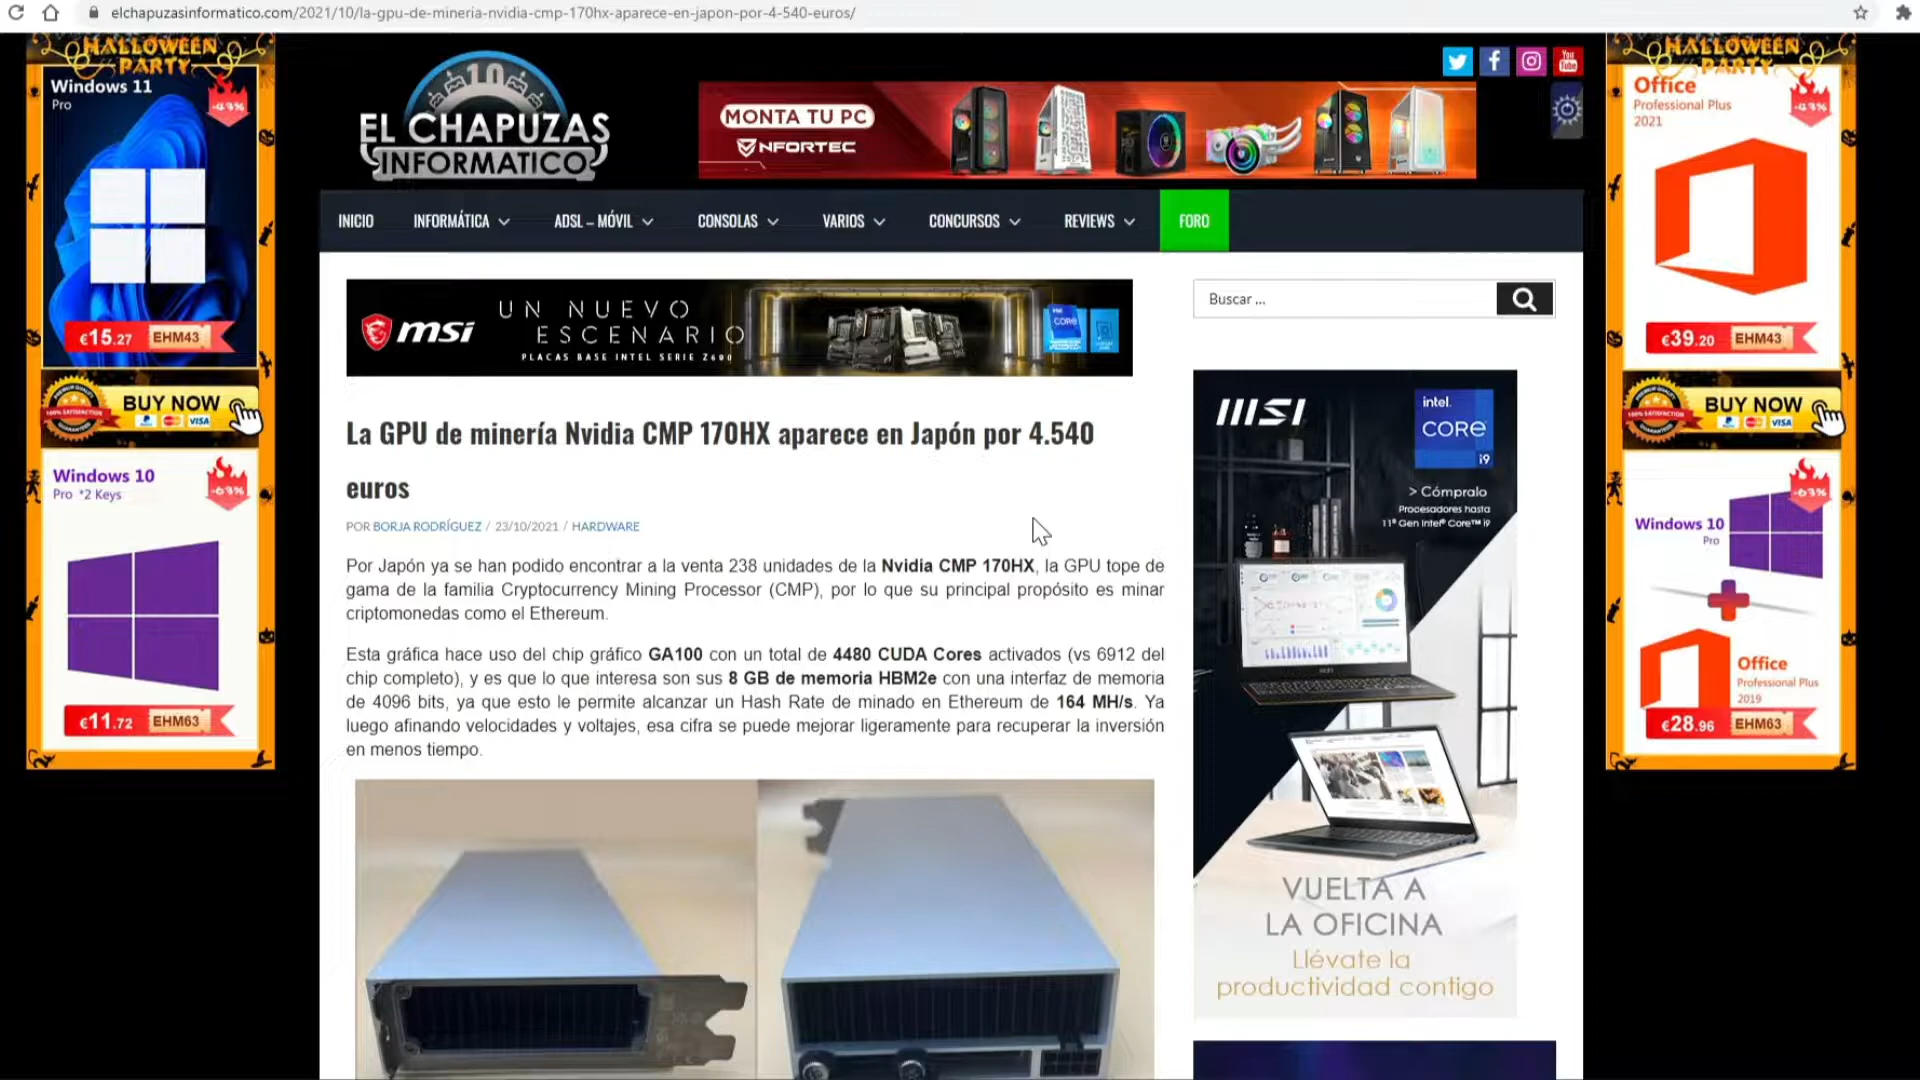 elchapuzasinformatico.com/2021/10/la-gpu-de-mineria-nvidia-cmp-170hx-aparece-en-japon-por-4-540-euros/
HALLOWEEN
PARTY
Windows 11
Pro
-43%
€15.27 EHM43
BUY NOW
Windows 10
Pro *2 Keys
-63%
€11.72 EHM63
10
EL CHAPUZAS
INFORMATICO
MONTA TU PC
NFORTEC
You
Tube
INICIO INFORMÁTICA ADSL – MÓVIL CONSOLAS VARIOS CONCURSOS REVIEWS FORO
msi
UN NUEVO
ESCENARIO
PLACAS BASE INTEL SERIE Z690
CORE
Buscar ...
La GPU de minería Nvidia CMP 170HX aparece en Japón por 4.540
euros
POR BORJA RODRÍGUEZ / 23/10/2021 / HARDWARE
Por Japón ya se han podido encontrar a la venta 238 unidades de la Nvidia CMP 170HX, la GPU tope de
gama de la familia Cryptocurrency Mining Processor (CMP), por lo que su principal propósito es minar
criptomonedas como el Ethereum.
Esta gráfica hace uso del chip gráfico GA100 con un total de 4480 CUDA Cores activados (vs 6912 del
chip completo), y es que lo que interesa son sus 8 GB de memoria HBM2e con una interfaz de memoria
de 4096 bits, ya que esto le permite alcanzar un Hash Rate de minado en Ethereum de 164 MH/s. Ya
luego afinando velocidades y voltajes, esa cifra se puede mejorar ligeramente para recuperar la inversión
en menos tiempo.
msi
intel.
CORE
i9
> Cómpralo
Procesadores hasta
11ª Gen Intel® Core™ i9
VUELTA A
LA OFICINA
Llévate la
productividad contigo
HALLOWEEN
PARTY
Office
Professional Plus
2021
-43%
€39.20 EHM43
BUY NOW
-63%
Windows 10
Pro
Office
Professional Plus
2019
€28.96 EHM63